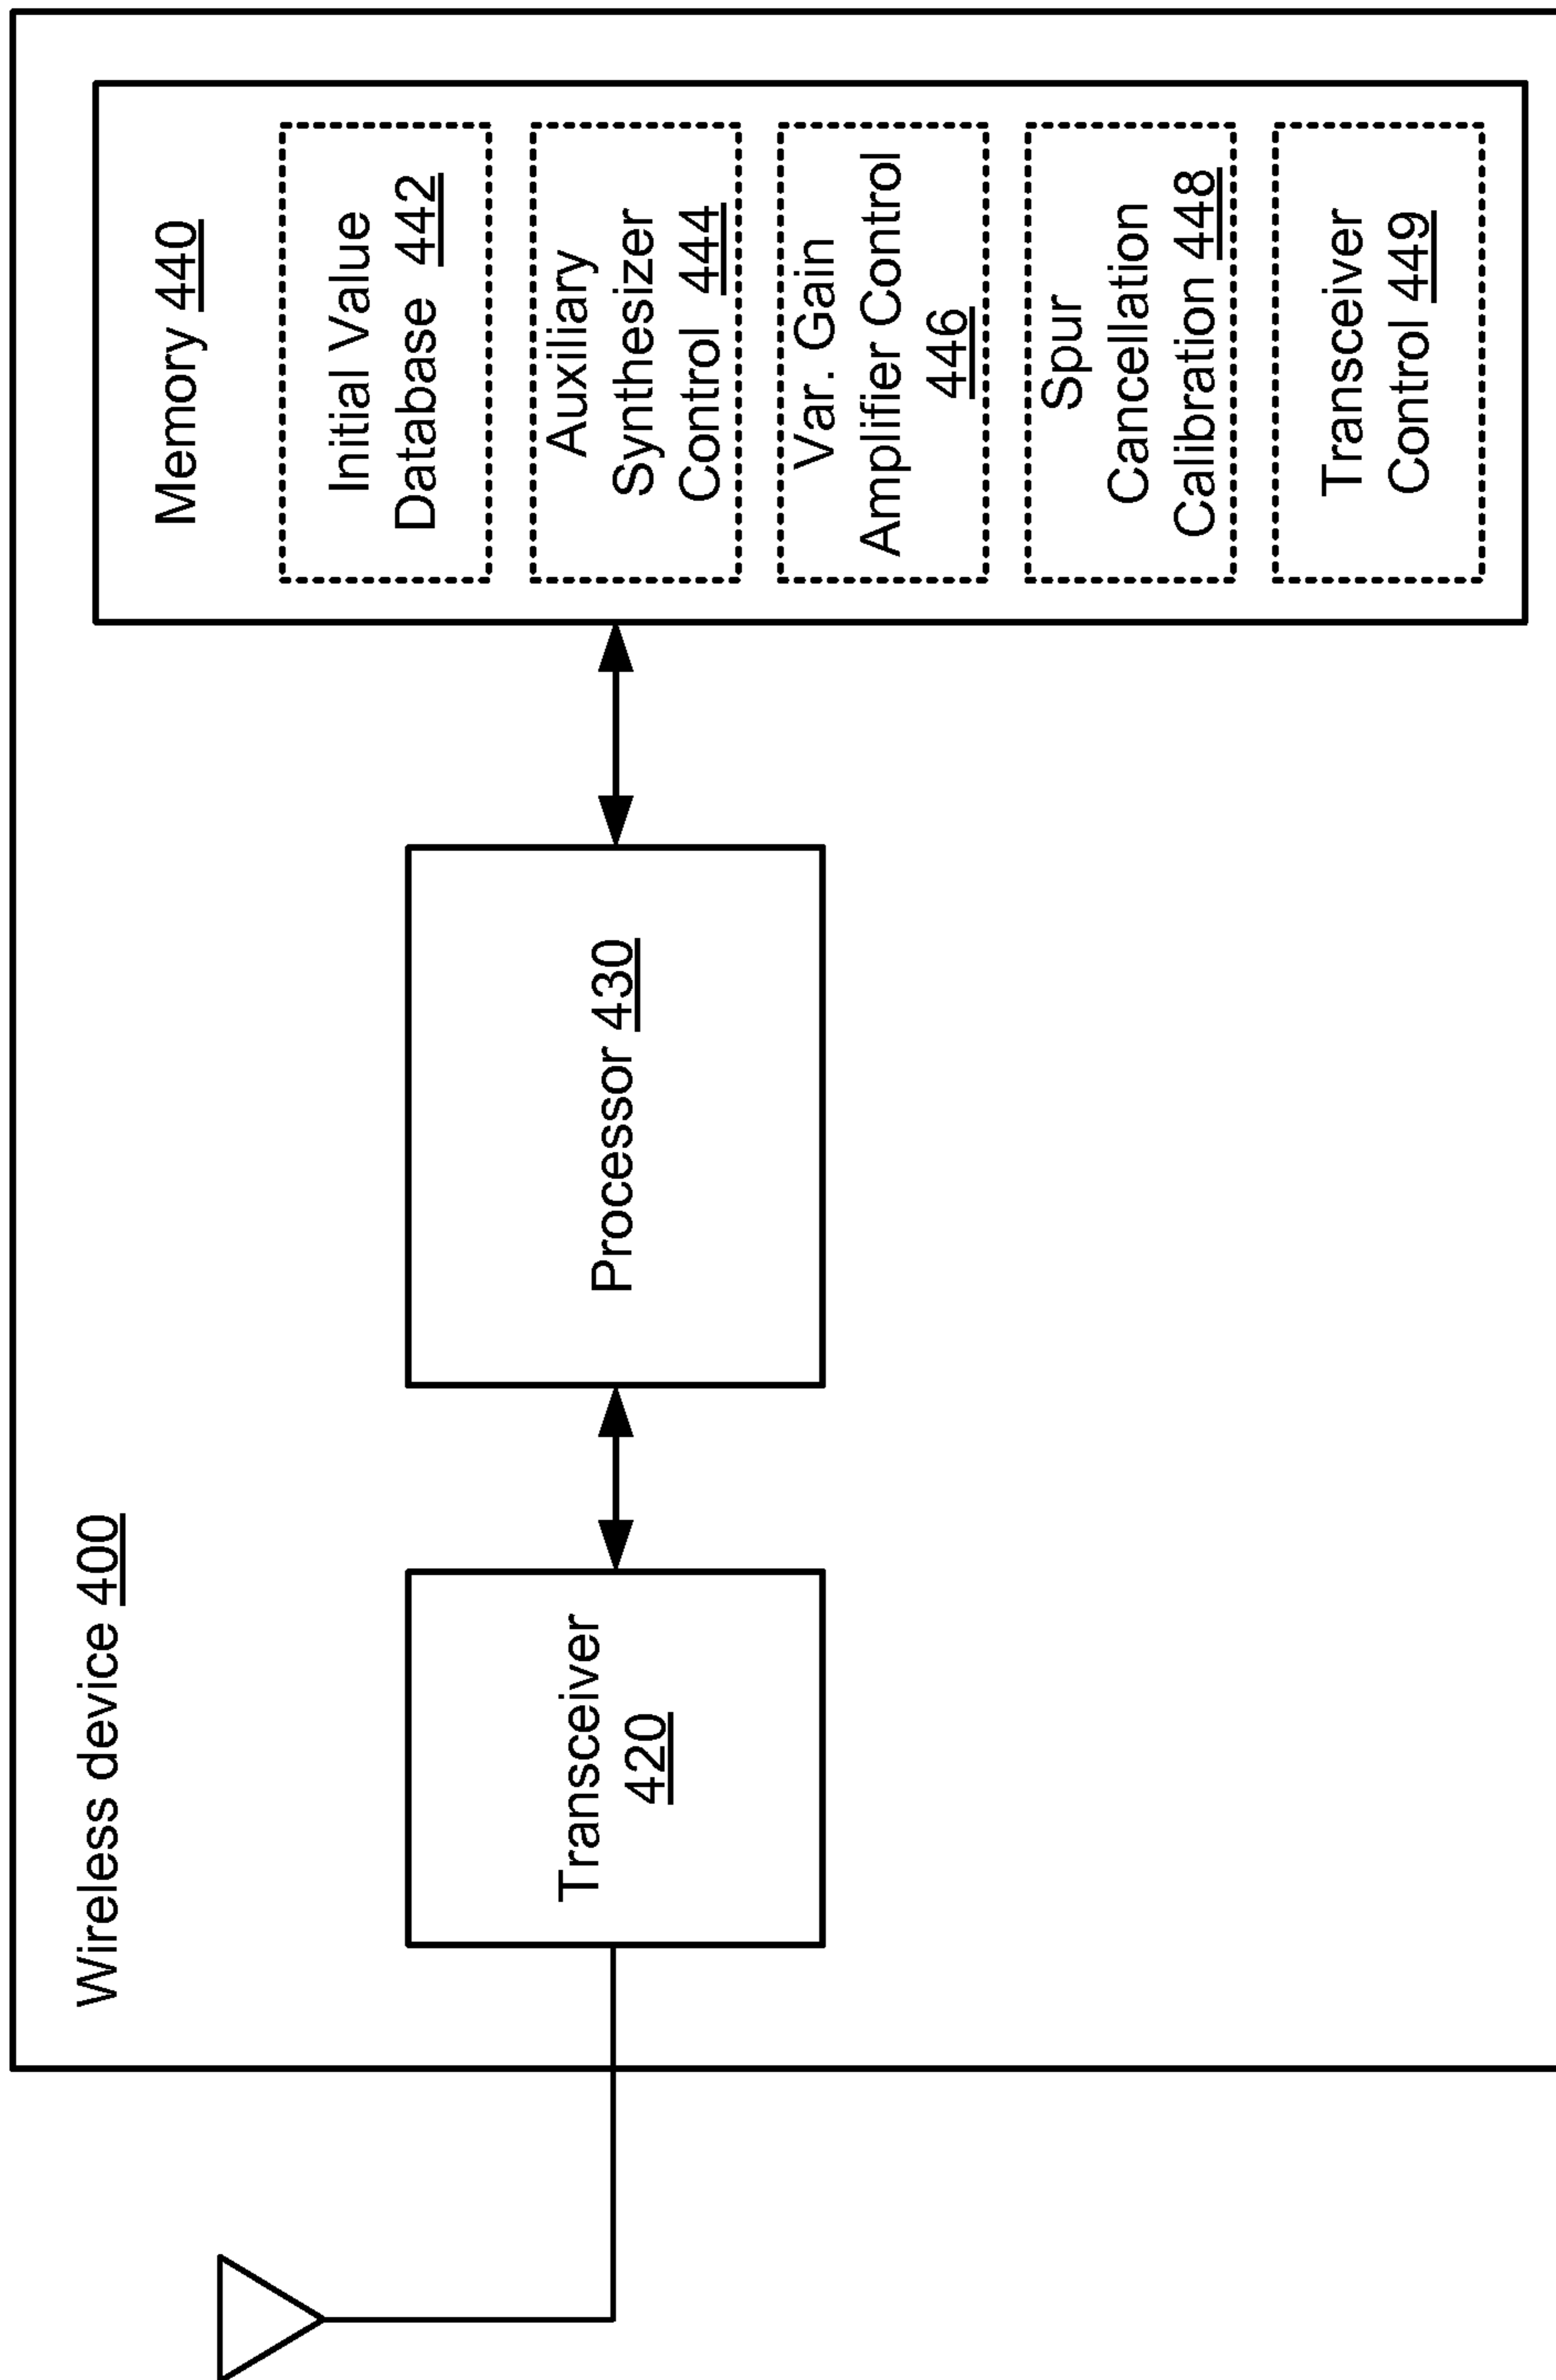 Wireless device 400
Transceiver
420
Processor 430
Memory 440
Initial Value
Database 442
Auxiliary
Synthesizer
Control 444
Var. Gain
Amplifier Control
446
Spur
Cancellation
Calibration 448
Transceiver
Control 449